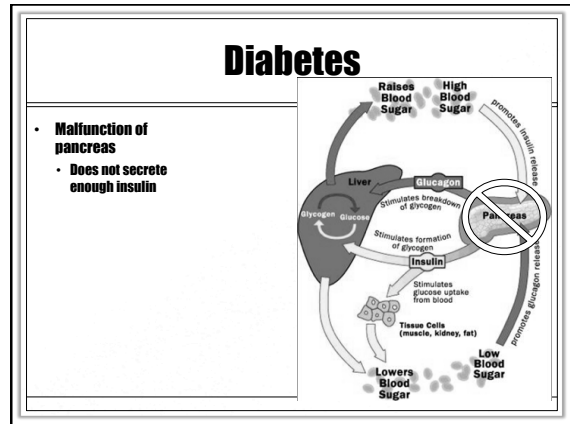 Diabetes
• Malfunction of
pancreas
• Does not secrete
enough insulin
Raises
Blood
Sugar
High
Blood
Sugar
promotes insulin release
Liver
Glucagon
Stimulates breakdown
of glycogen
Glycogen
Glucose
Pancreas
Stimulates formation
of glycogen
Insulin
Stimulates
glucose uptake
from blood
Tissue Cells
(muscle, kidney, fat)
promotes glucagon release
Lowers
Blood
Sugar
Low
Blood
Sugar